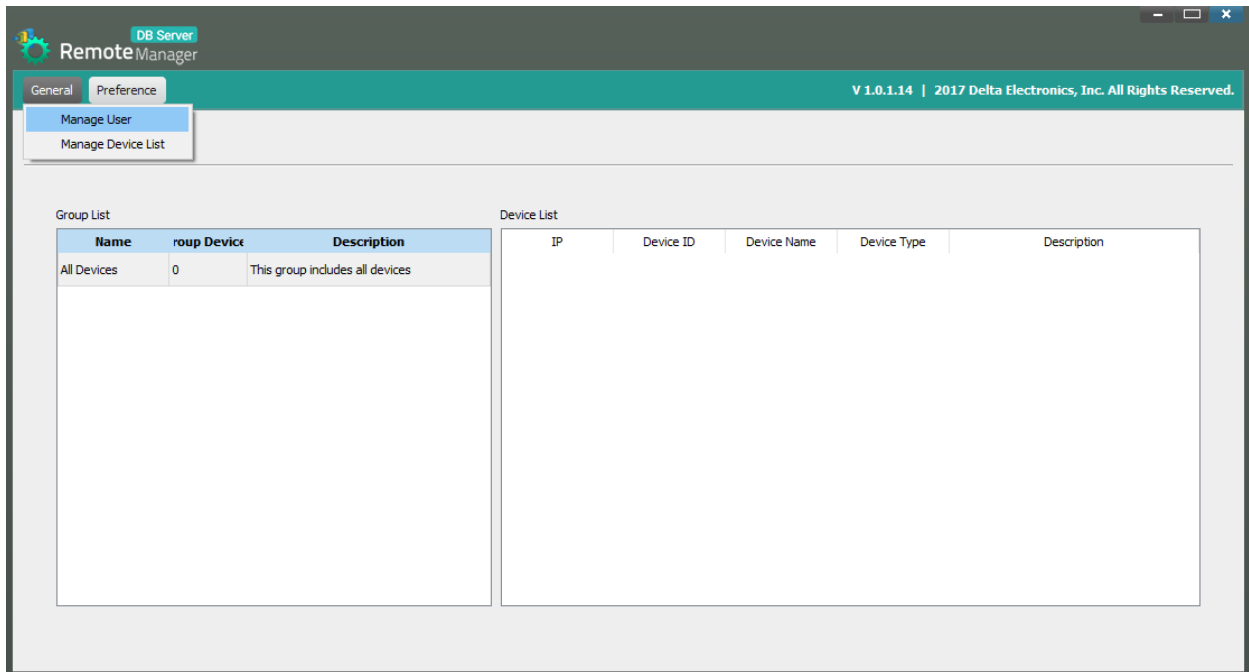 DB Server
RemoteManager
General Preference V 1.0.1.14 | 2017 Delta Electronics, Inc. All Rights Reserved.
Manage User
Manage Device List
Group List Device List
Name roup Device Description IP Device ID Device Name Device Type Description
All Devices 0 This group includes all devices